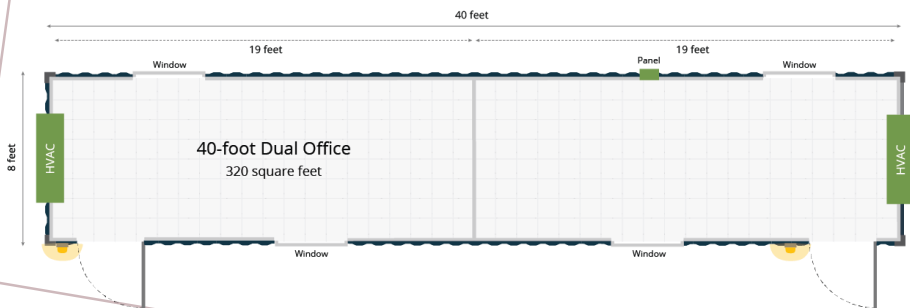 40 feet
19 feet
19 feet
Window
Panel
Window
8 feet
HVAC
40-foot Dual Office
320 square feet
HVAC
Window
Window